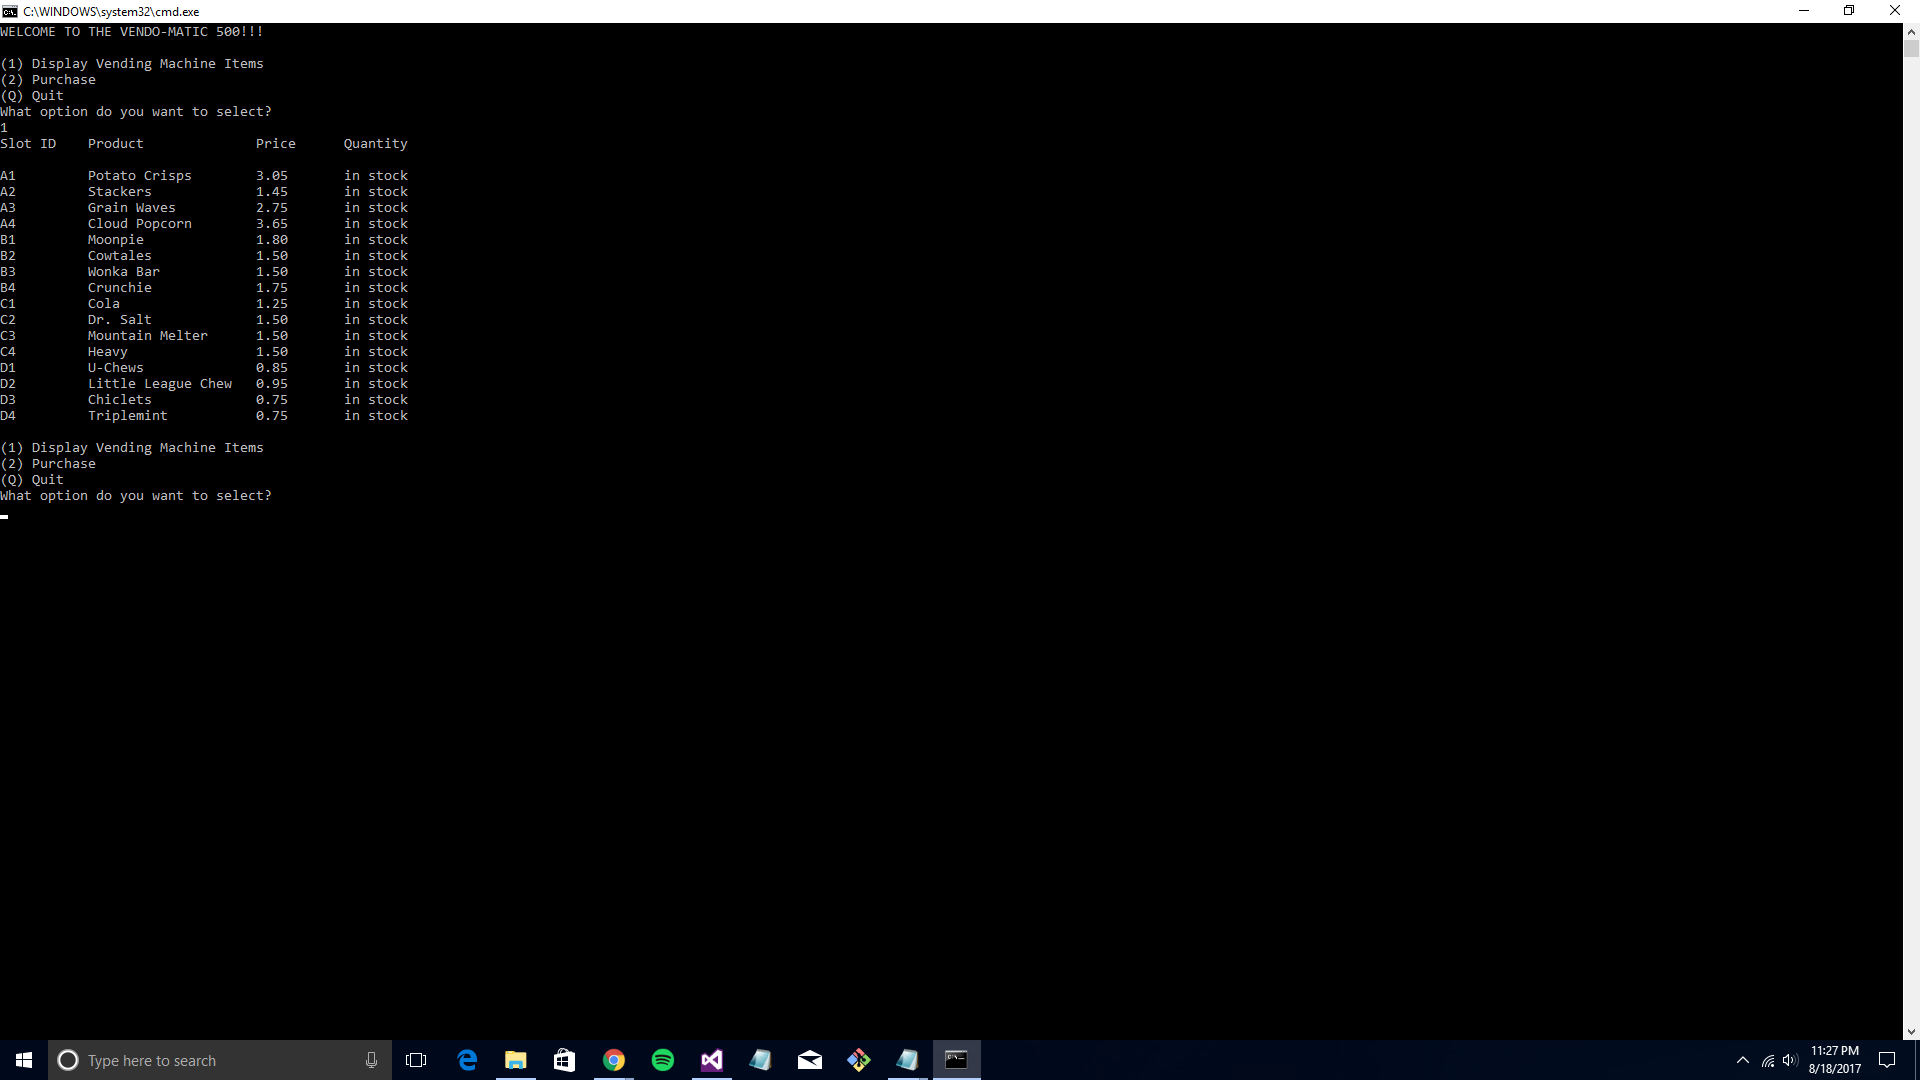 C:\WINDOWS\system32\cmd.exe
WELCOME TO THE VENDO-MATIC 500!!!
(1) Display Vending Machine Items
(2) Purchase
(Q) Quit
What option do you want to select?
1
Slot ID    Product              Price      Quantity
A1         Potato Crisps        3.05       in stock
A2         Stackers             1.45       in stock
A3         Grain Waves          2.75       in stock
A4         Cloud Popcorn        3.65       in stock
B1         Moonpie              1.80       in stock
B2         Cowtales             1.50       in stock
B3         Wonka Bar            1.50       in stock
B4         Crunchie             1.75       in stock
C1         Cola                 1.25       in stock
C2         Dr. Salt             1.50       in stock
C3         Mountain Melter      1.50       in stock
C4         Heavy                1.50       in stock
D1         U-Chews              0.85       in stock
D2         Little League Chew   0.95       in stock
D3         Chiclets             0.75       in stock
D4         Triplemint           0.75       in stock
(1) Display Vending Machine Items
(2) Purchase
(Q) Quit
What option do you want to select?
Type here to search
11:27 PM
8/18/2017